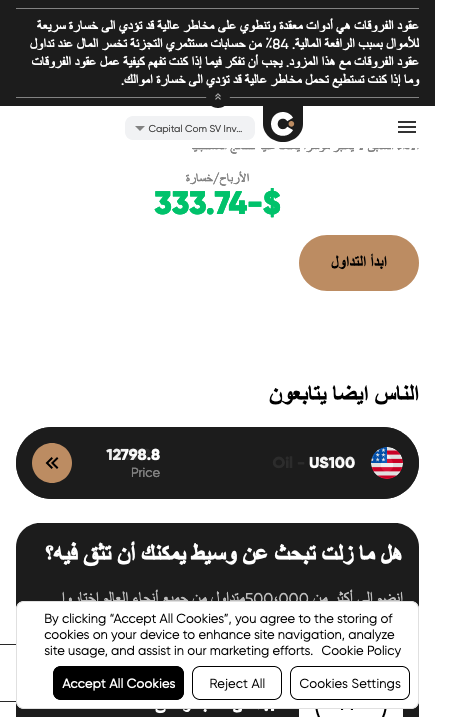 عقود الفروقات هي أدوات معقدة وتنطوي على مخاطر عالية قد تؤدي الى خسارة سريعة
للأموال بسبب الرافعة المالية. 84٪ من حسابات مستثمري التجزئة تخسر المال عند تداول
عقود الفروقات مع هذا المزود. يجب أن تفكر فيما إذا كنت تفهم كيفية عمل عقود الفروقات
وما إذا كنت تستطيع تحمل مخاطر عالية قد تؤدي الى خسارة اموالك.
Capital Com SV Inv...
الأرباح/خسارة
333.74-$
ابدأ التداول
الناس ايضا يتابعون
US100
Oil -
12798.8
Price
هل ما زلت تبحث عن وسيط يمكنك أن تثق فيه؟
انضم إلى أكثر من 500،000متداول من جميع أنحاء العالم اختاروا
By clicking “Accept All Cookies”, you agree to the storing of
cookies on your device to enhance site navigation, analyze
site usage, and assist in our marketing efforts. Cookie Policy
Accept All Cookies
Reject All
Cookies Settings